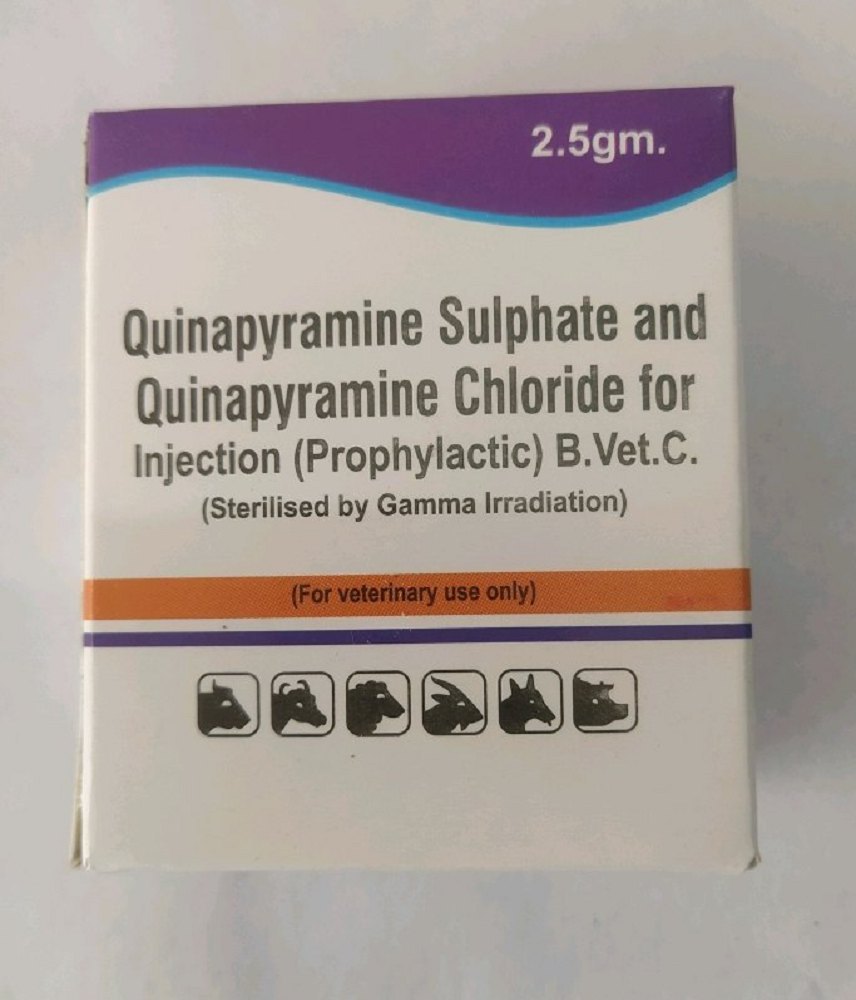 2.5gm.
Quinapyramine Sulphate and
Quinapyramine Chloride for
Injection (Prophylactic) B.Vet.C.
(Sterilised by Gamma Irradiation)
(For veterinary use only)